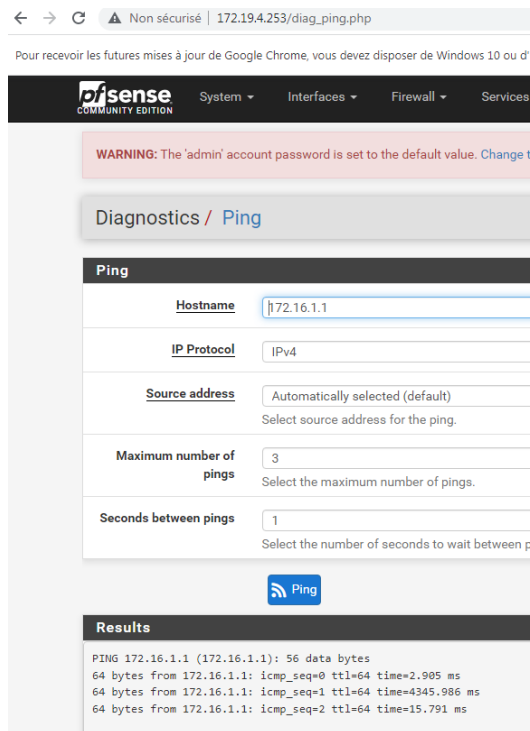 Non sécurisé | 172.19.4.253/diag_ping.php
Pour recevoir les futures mises à jour de Google Chrome, vous devez disposer de Windows 10 ou d'
pfsense
COMMUNITY EDITION
System
Interfaces
Firewall
Services
WARNING: The 'admin' account password is set to the default value. Change t
Diagnostics / Ping
Ping
Hostname
172.16.1.1
IP Protocol
IPv4
Source address
Automatically selected (default)
Select source address for the ping.
Maximum number of
pings
3
Select the maximum number of pings.
Seconds between pings
1
Select the number of seconds to wait between p
Ping
Results
PING 172.16.1.1 (172.16.1.1): 56 data bytes
64 bytes from 172.16.1.1: icmp_seq=0 ttl=64 time=2.905 ms
64 bytes from 172.16.1.1: icmp_seq=1 ttl=64 time=4345.986 ms
64 bytes from 172.16.1.1: icmp_seq=2 ttl=64 time=15.791 ms